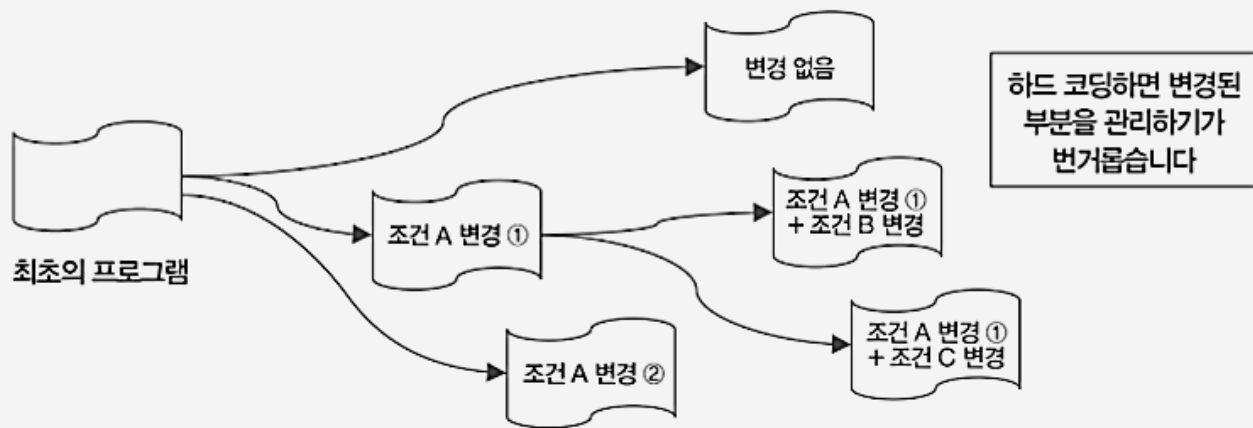 변경 없음
하드 코딩하면 변경된
부분을 관리하기가
번거롭습니다
최초의 프로그램
조건 A 변경 ①
조건 A 변경 ①
+ 조건 B 변경
조건 A 변경 ②
조건 A 변경 ①
+ 조건 C 변경